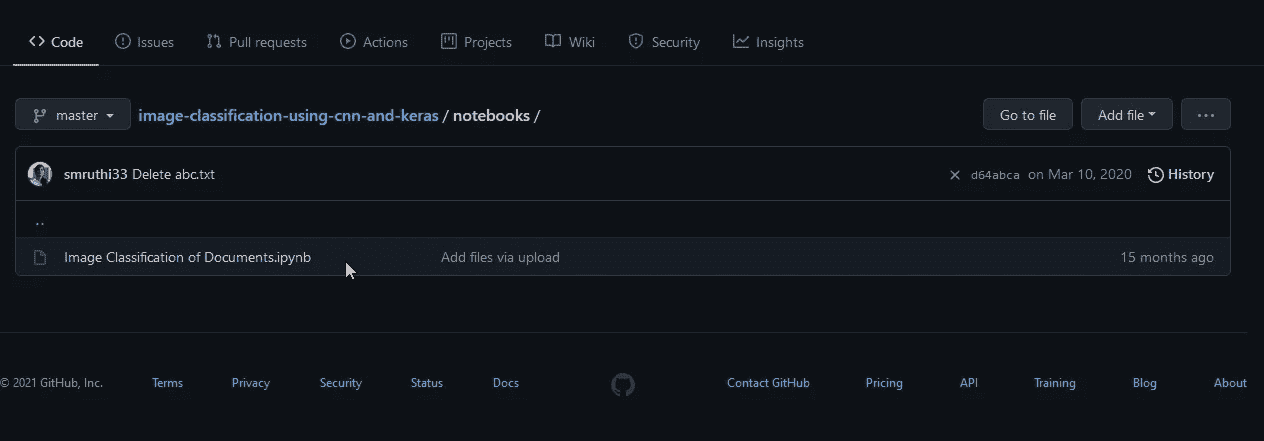 Code Issues Pull requests Actions Projects Wiki Security Insights
master image-classification-using-cnn-and-keras / notebooks / Go to file Add file ...
smruthi33 Delete abc.txt d64abca on Mar 10, 2020 History
..
Image Classification of Documents.ipynb Add files via upload 15 months ago
© 2021 GitHub, Inc. Terms Privacy Security Status Docs Contact GitHub Pricing API Training Blog About